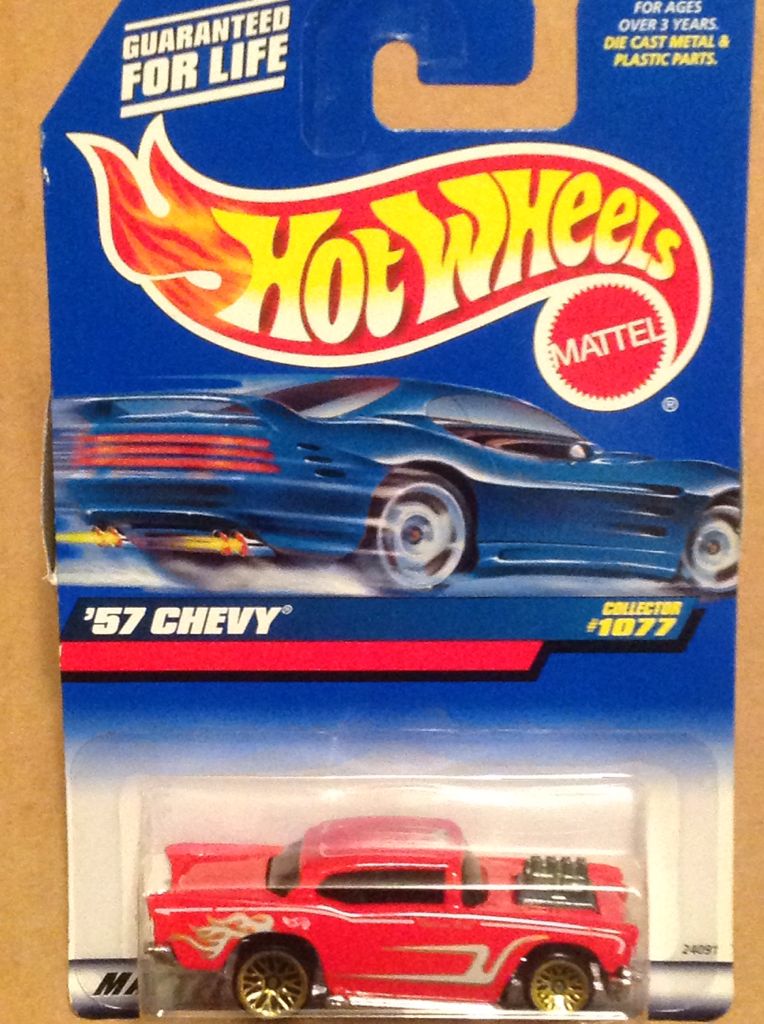 GUARANTEED
FOR LIFE
FOR AGES
OVER 3 YEARS.
DIE CAST METAL &
PLASTIC PARTS.
HOT WHEELS
MATTEL
®
'57 CHEVY®
COLLECTOR
#1077
24091